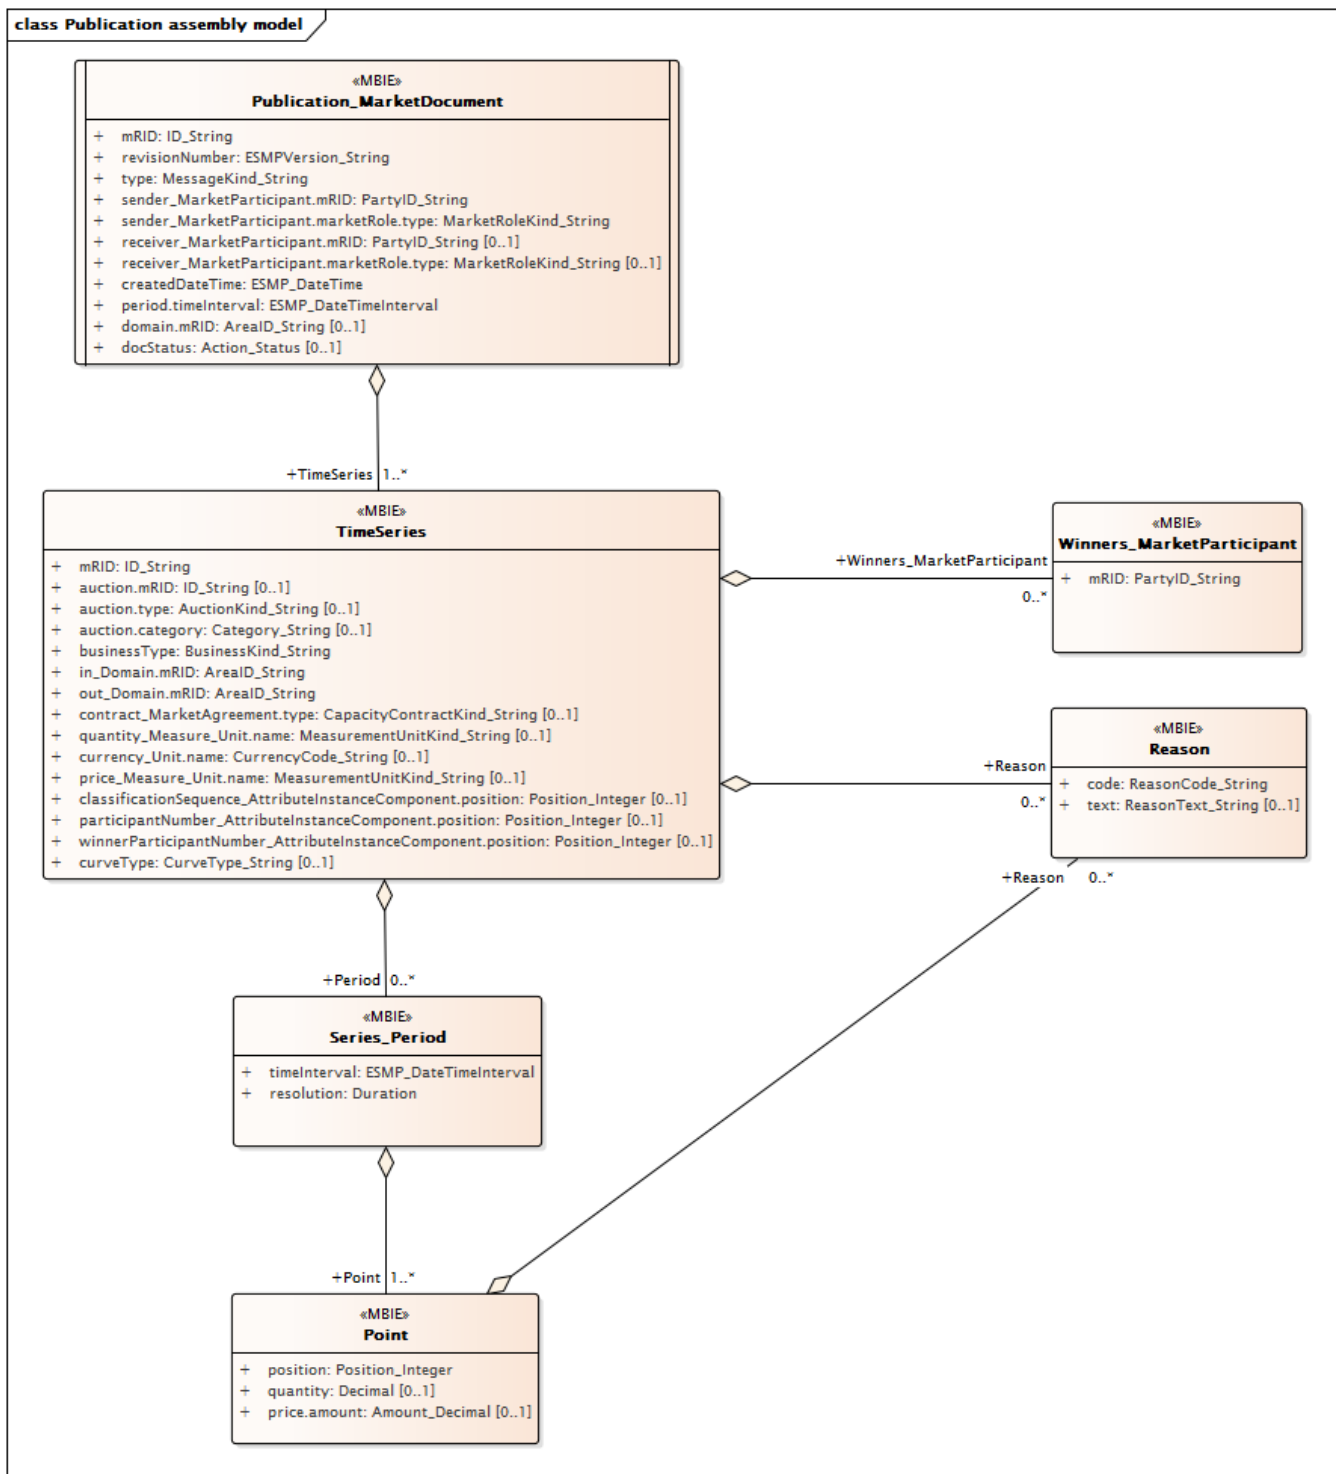 class Publication assembly model
«MBIE»
Publication_MarketDocument
+ mRID: ID_String
+ revisionNumber: ESMPVersion_String
+ type: MessageKind_String
+ sender_MarketParticipant.mRID: PartyID_String
+ sender_MarketParticipant.marketRole.type: MarketRoleKind_String
+ receiver_MarketParticipant.mRID: PartyID_String [0..1]
+ receiver_MarketParticipant.marketRole.type: MarketRoleKind_String [0..1]
+ createdDateTime: ESMP_DateTime
+ period.timeInterval: ESMP_DateTimeInterval
+ domain.mRID: AreaID_String [0..1]
+ docStatus: Action_Status [0..1]
+TimeSeries 1..*
«MBIE»
TimeSeries
+ mRID: ID_String
+ auction.mRID: ID_String [0..1]
+ auction.type: AuctionKind_String [0..1]
+ auction.category: Category_String [0..1]
+ businessType: BusinessKind_String
+ in_Domain.mRID: AreaID_String
+ out_Domain.mRID: AreaID_String
+ contract_MarketAgreement.type: CapacityContractKind_String [0..1]
+ quantity_Measure_Unit.name: MeasurementUnitKind_String [0..1]
+ currency_Unit.name: CurrencyCode_String [0..1]
+ price_Measure_Unit.name: MeasurementUnitKind_String [0..1]
+ classificationSequence_AttributeInstanceComponent.position: Position_Integer [0..1]
+ participantNumber_AttributeInstanceComponent.position: Position_Integer [0..1]
+ winnerParticipantNumber_AttributeInstanceComponent.position: Position_Integer [0..1]
+ curveType: CurveType_String [0..1]
+Winners_MarketParticipant
0..*
«MBIE»
Winners_MarketParticipant
+ mRID: PartyID_String
+Reason
0..*
«MBIE»
Reason
+ code: ReasonCode_String
+ text: ReasonText_String [0..1]
+Reason 0..*
+Period 0..*
«MBIE»
Series_Period
+ timeInterval: ESMP_DateTimeInterval
+ resolution: Duration
+Point 1..*
«MBIE»
Point
+ position: Position_Integer
+ quantity: Decimal [0..1]
+ price.amount: Amount_Decimal [0..1]